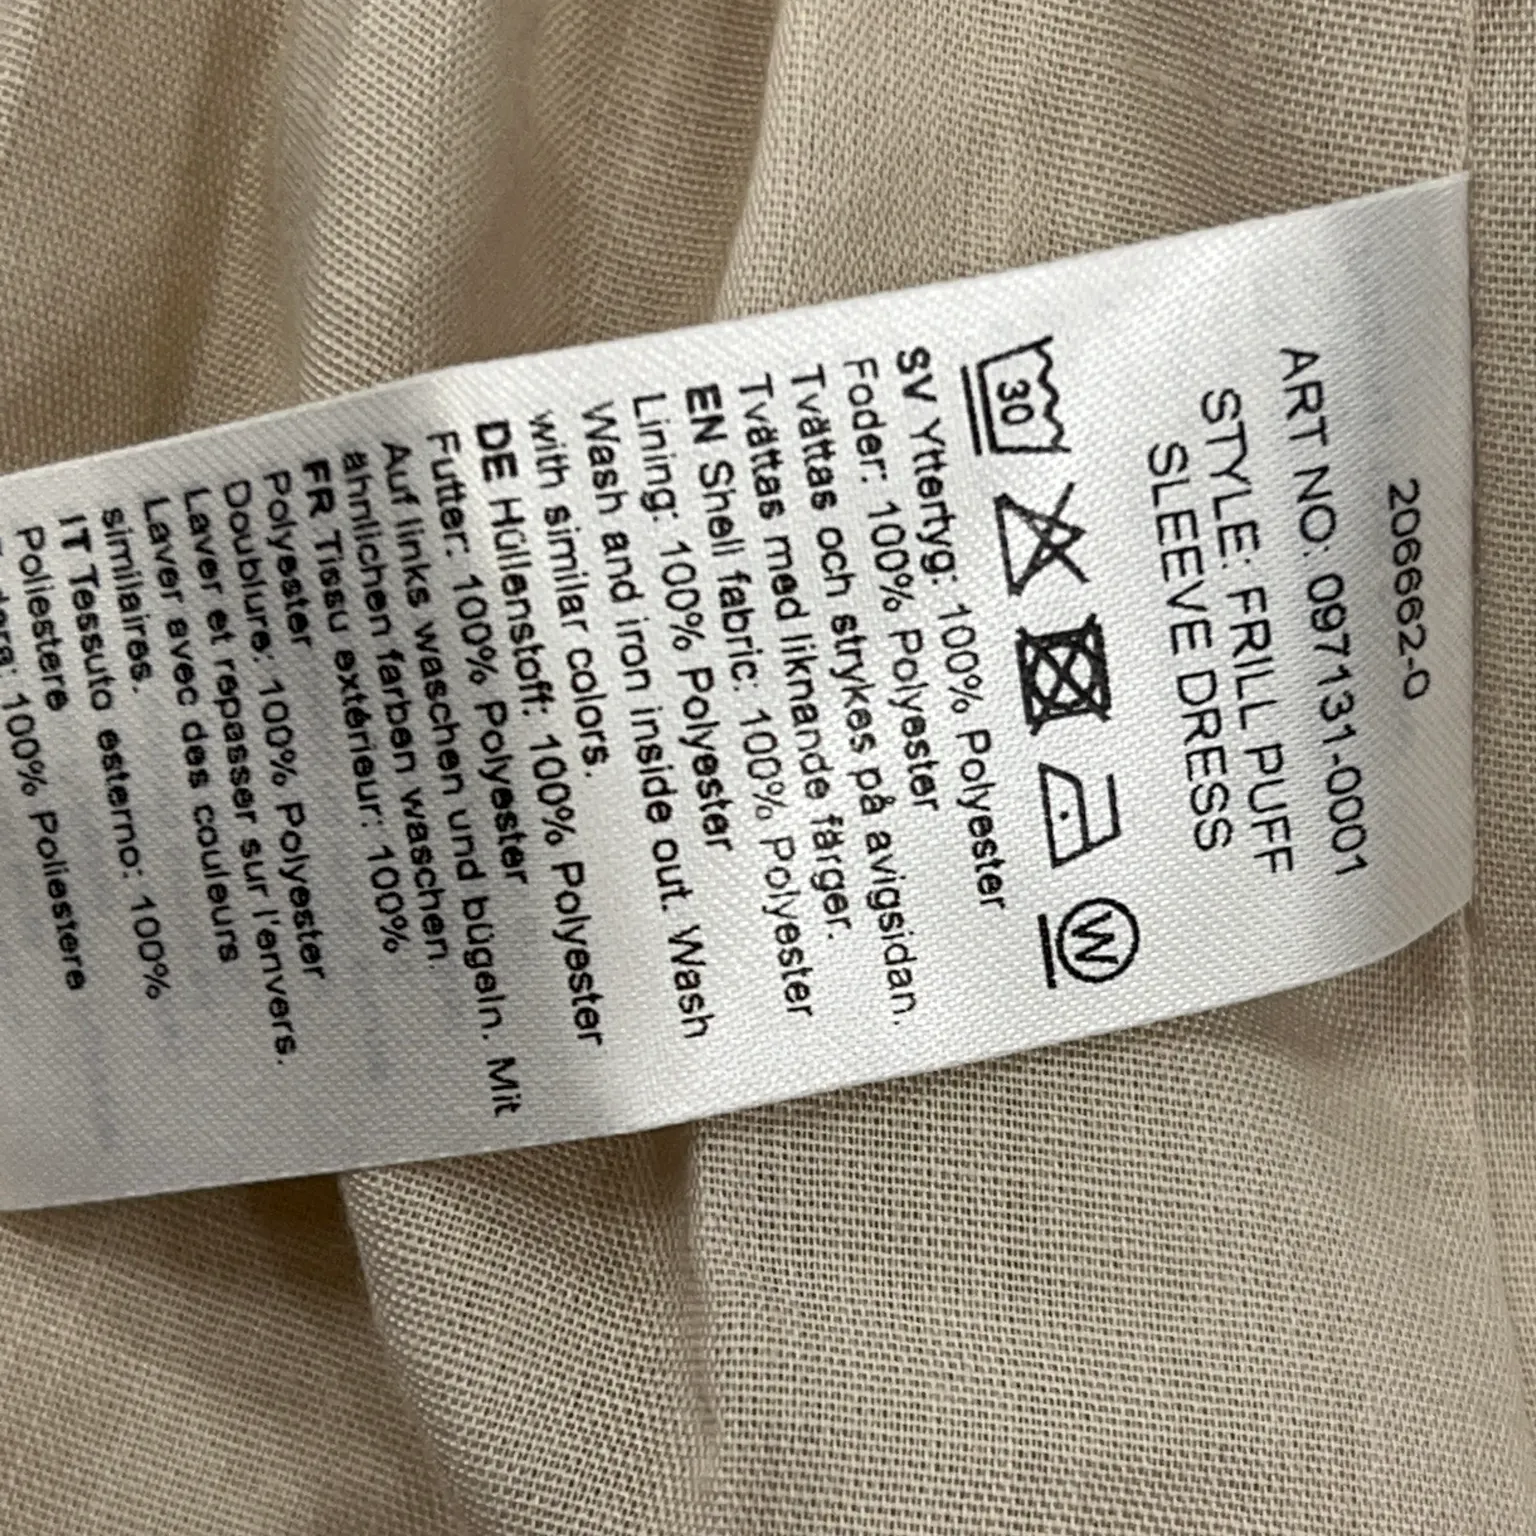 20662-0
ART NO: 097131-0001
STYLE: FRILL PUFF
SLEEVE DRESS
30
W
SV Yttertyg: 100% Polyester
Foder: 100% Polyester
Tvättas och strykes på avigsidan.
Tvättas med liknande färger.
EN Shell fabric: 100% Polyester
Lining: 100% Polyester
Wash and iron inside out. Wash
with similar colors.
DE Hüllenstoff: 100% Polyester
Futter: 100% Polyester
Auf links waschen und bügeln. Mit
ähnlichen farben waschen.
FR Tissu extérieur: 100%
Polyester
Doublure: 100% Polyester
Laver et repasser sur l'envers.
Laver avec des couleurs
similaires.
IT Tessuto esterno: 100%
Poliestere
100% Poliestere